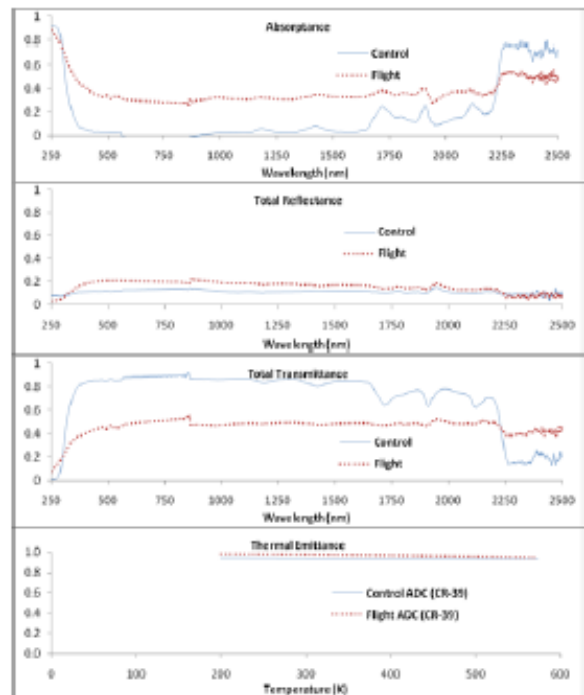 Absorptance
1
0.8
0.6
0.4
0.2
0
Control
Flight
250 500 750 1000 1250 1500 1750 2000 2250 2500
Wavelength (nm)
Total Reflectance
1
0.8
0.6
0.4
0.2
0
Control
Flight
250 500 750 1000 1250 1500 1750 2000 2250 2500
Wavelength (nm)
Total Transmittance
1
0.8
0.6
0.4
0.2
0
Control
Flight
250 500 750 1000 1250 1500 1750 2000 2250 2500
Wavelength (nm)
Thermal Emittance
1.0
0.8
0.6
0.4
0.2
0.0
Control ADC (CR-39)
Flight ADC (CR-39)
0 100 200 300 400 500 600
Temperature (K)